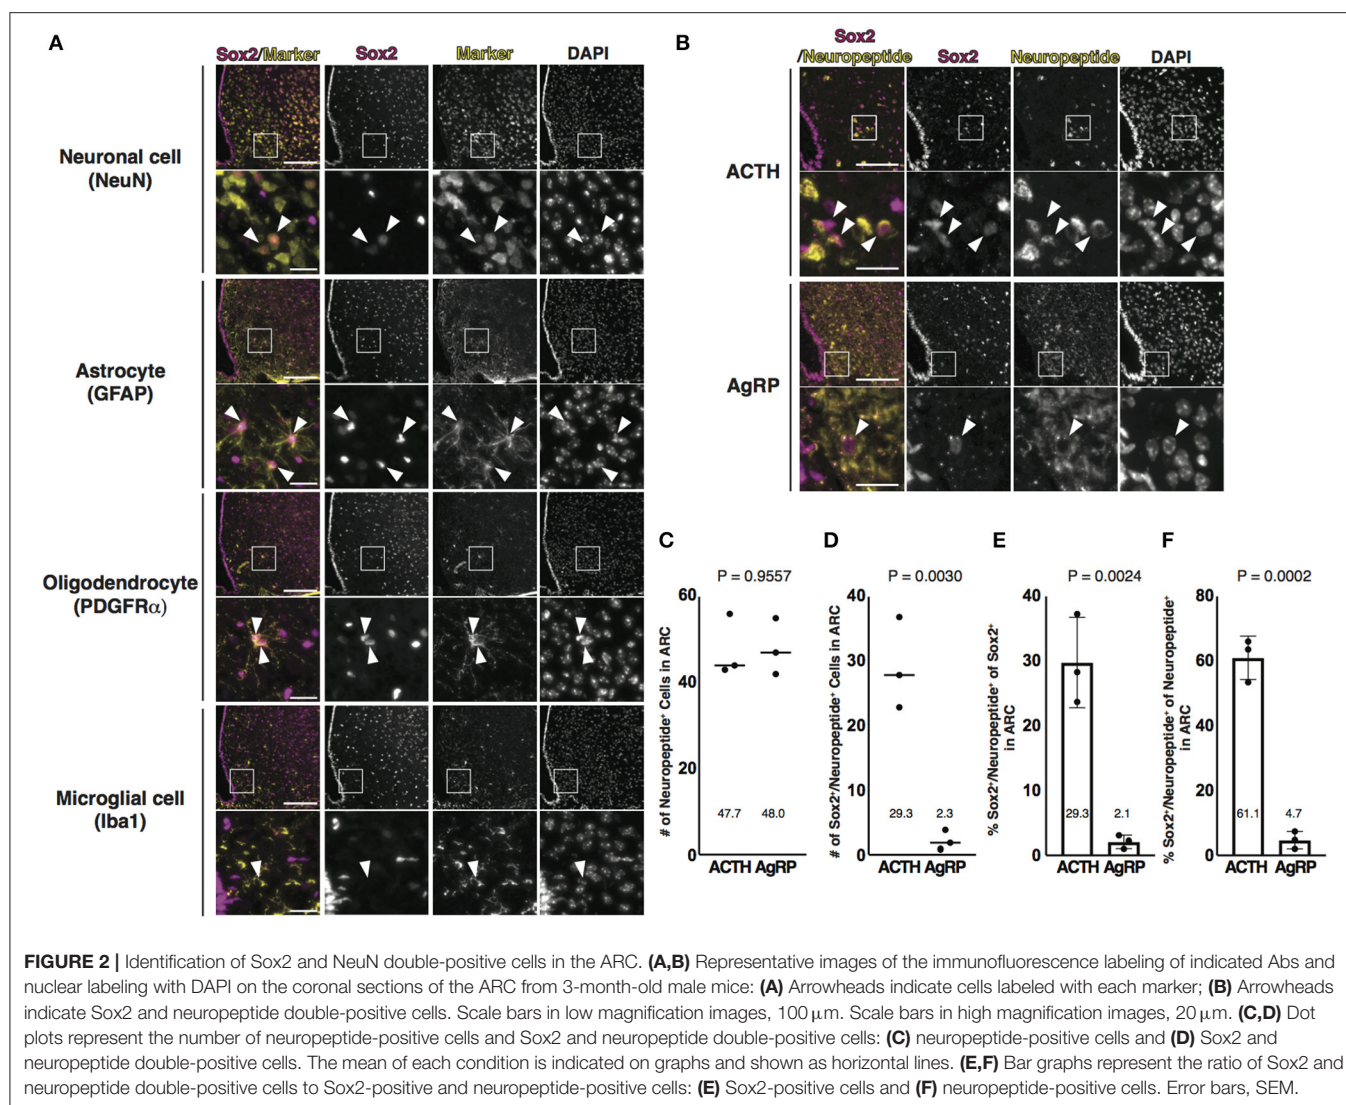 A
Sox2/Marker Sox2 Marker DAPI
Neuronal cell
(NeuN)
Astrocyte
(GFAP)
Oligodendrocyte
(PDGFRα)
Microglial cell
(Iba1)
B
Sox2
/Neuropeptide Sox2 Neuropeptide DAPI
ACTH
AgRP
C
P = 0.9557
# of Neuropeptide⁺ Cells in ARC
60
40
20
0
47.7 48.0
ACTH AgRP
D
P = 0.0030
# of Sox2⁺/Neuropeptide⁺ Cells in ARC
40
30
20
10
0
29.3 2.3
ACTH AgRP
E
P = 0.0024
% Sox2⁺/Neuropeptide⁺ of Sox2⁺
in ARC
40
30
20
10
0
29.3 2.1
ACTH AgRP
F
P = 0.0002
% Sox2⁺/Neuropeptide⁺ of Neuropeptide⁺
in ARC
80
60
40
20
0
61.1 4.7
ACTH AgRP
FIGURE 2 | Identification of Sox2 and NeuN double-positive cells in the ARC. (A,B) Representative images of the immunofluorescence labeling of indicated Abs and
nuclear labeling with DAPI on the coronal sections of the ARC from 3-month-old male mice: (A) Arrowheads indicate cells labeled with each marker; (B) Arrowheads
indicate Sox2 and neuropeptide double-positive cells. Scale bars in low magnification images, 100 μm. Scale bars in high magnification images, 20 μm. (C,D) Dot
plots represent the number of neuropeptide-positive cells and Sox2 and neuropeptide double-positive cells: (C) neuropeptide-positive cells and (D) Sox2 and
neuropeptide double-positive cells. The mean of each condition is indicated on graphs and shown as horizontal lines. (E,F) Bar graphs represent the ratio of Sox2 and
neuropeptide double-positive cells to Sox2-positive and neuropeptide-positive cells: (E) Sox2-positive cells and (F) neuropeptide-positive cells. Error bars, SEM.